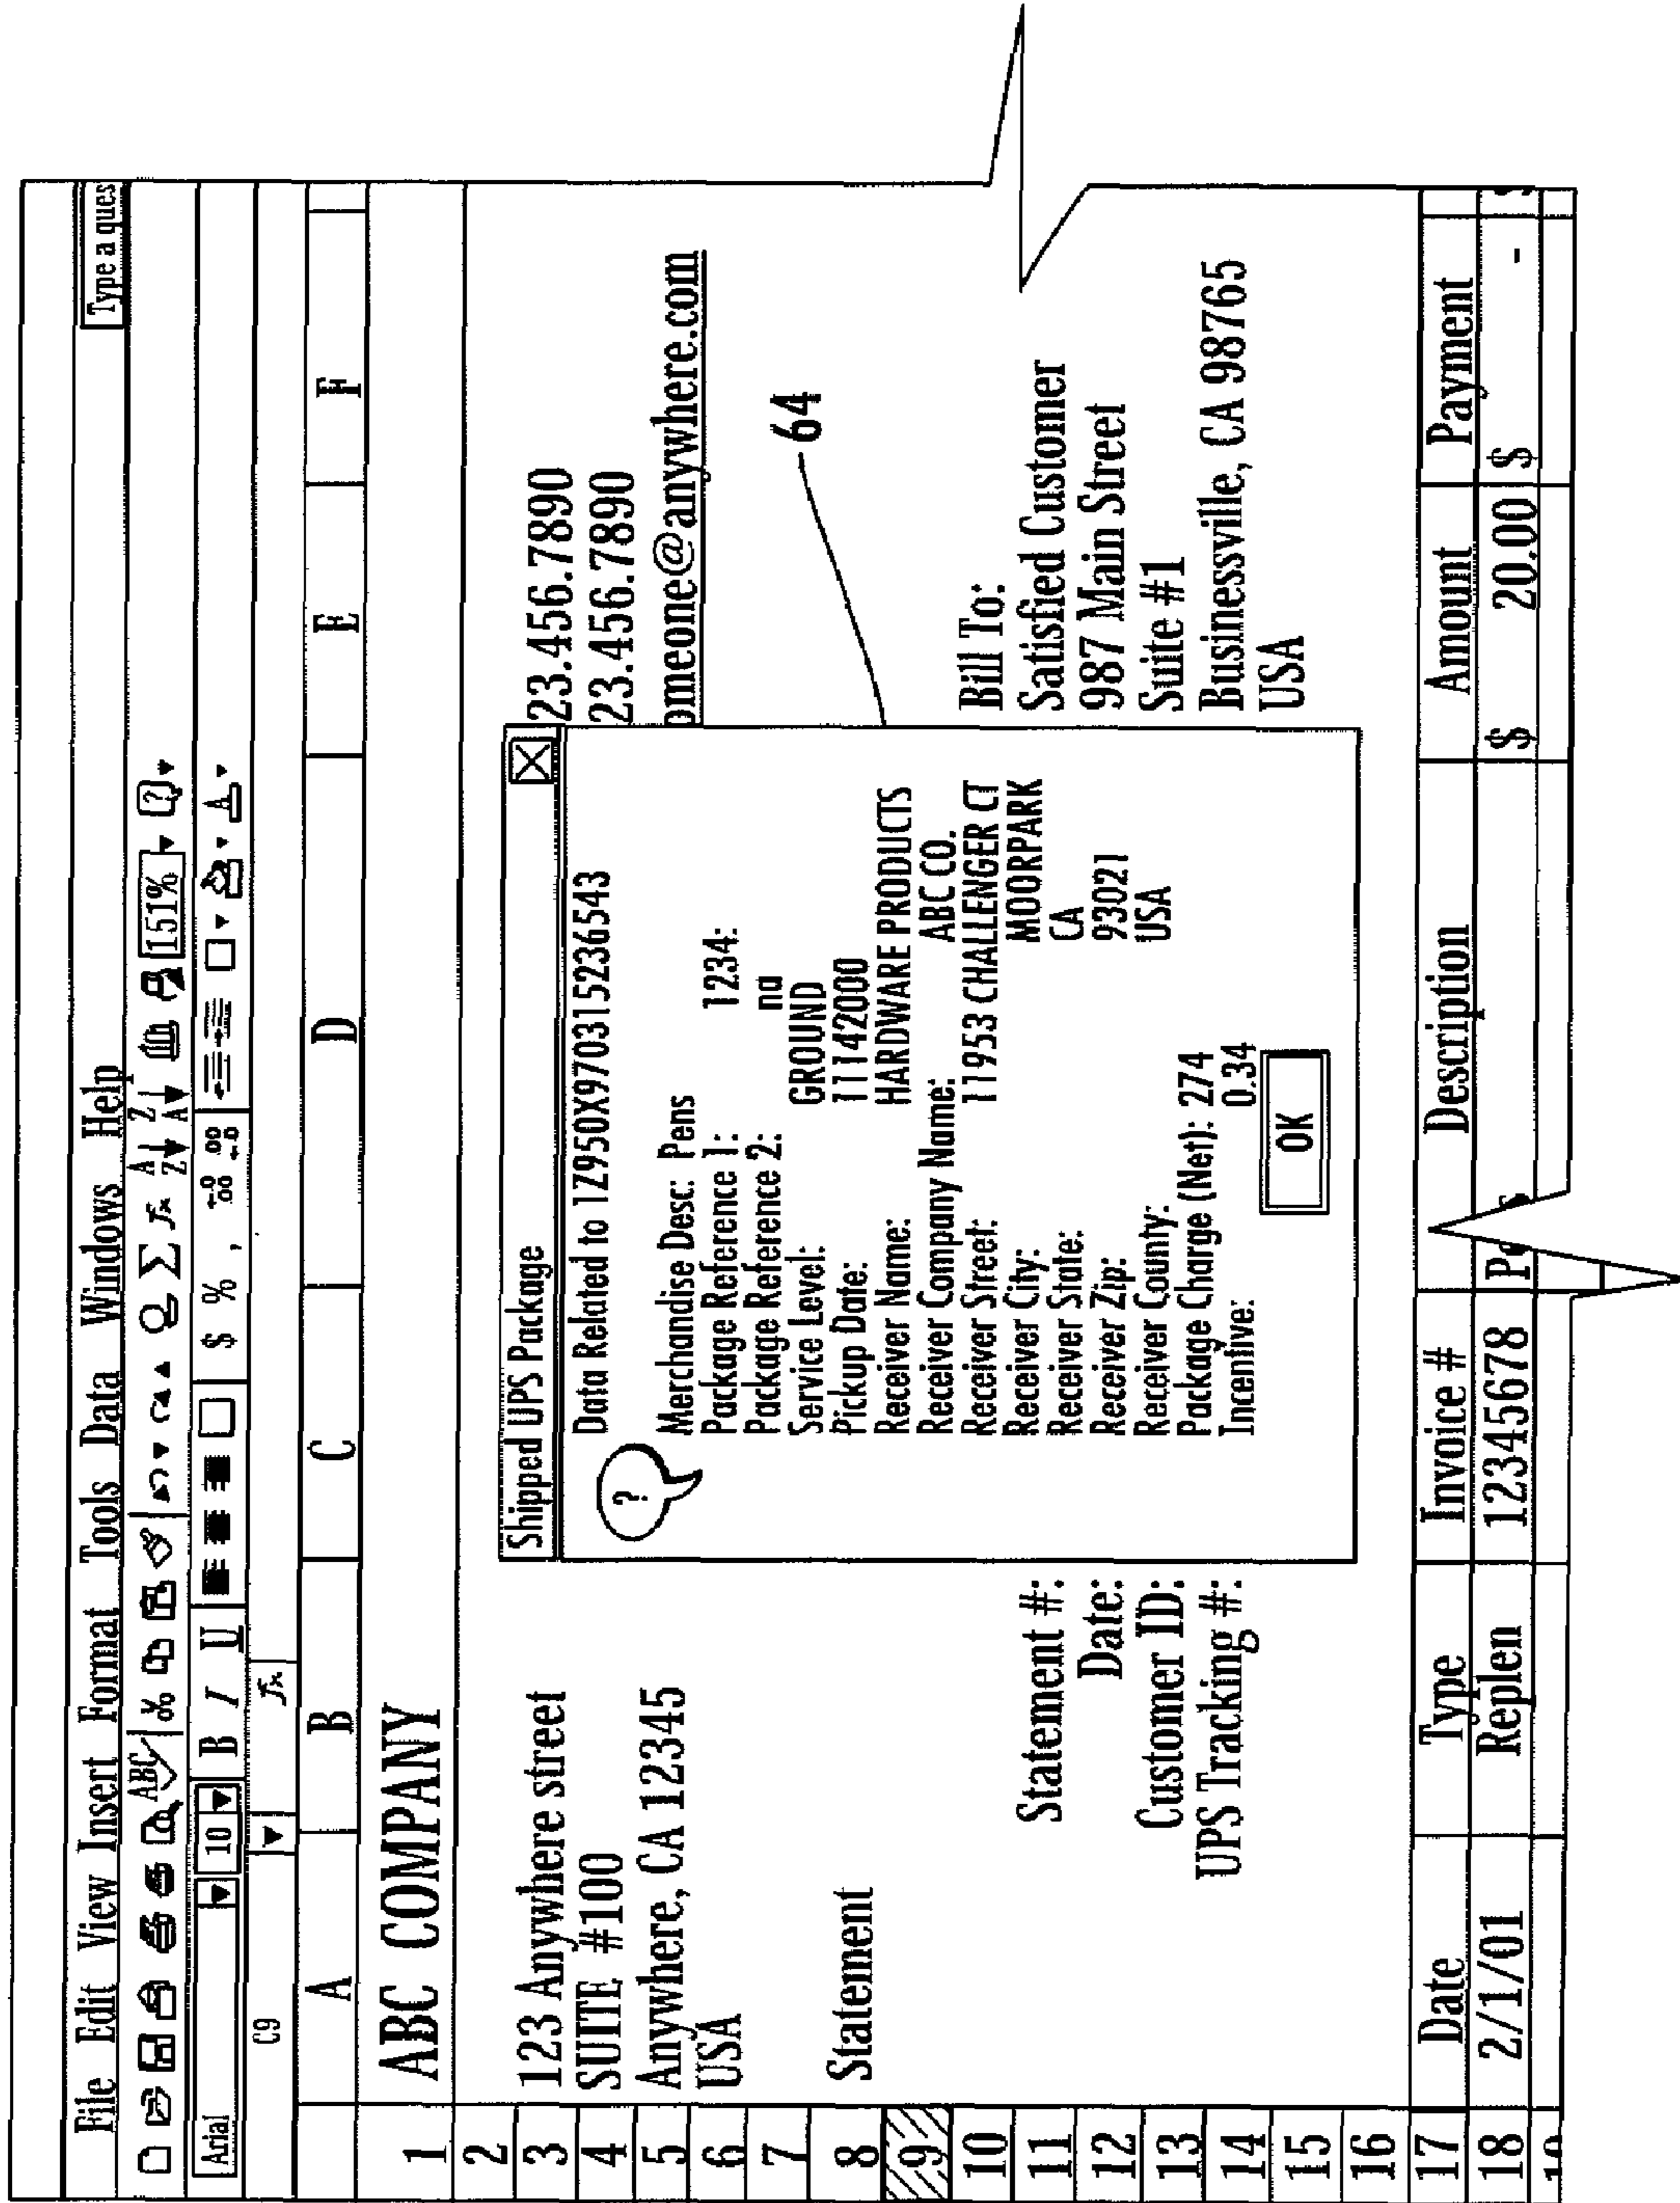 Type a ques
File Edit View Insert Format Tools Data Windows Help
ABC A Z Z A 151% ?
Arial 10 B I U $ % , +.0 .00 .00 +.0 A
C9 fx
A B C D E F
1 ABC COMPANY
2
3 123 Anywhere street 23.456.7890
4 SUITE #100 23.456.7890
5 Anywhere, CA 12345 omeone@anywhere.com
6 USA
7
8 Statement
9
10 Bill To:
11 Statement #: Satisfied Customer
12 Date: 987 Main Street
13 Customer ID: Suite #1
14 UPS Tracking #: Businessville, CA 98765
15 USA
16
Shipped UPS Package
? Data Related to 1Z950X970315236543
Merchandise Desc: Pens
Package Reference 1: 1234:
Package Reference 2: na
Service Level: GROUND
Pickup Date: 11142000
Receiver Name: HARDWARE PRODUCTS
Receiver Company Name: ABC CO.
Receiver Street: 11953 CHALLENGER CT
Receiver City: MOORPARK
Receiver State: CA
Receiver Zip: 93021
Receiver County: USA
Package Charge (Net): 274
Incentive: 0.34
OK
64
17 Date Type Invoice # Description Amount Payment
18 2/1/01 Replen 12345678 $ 20.00 $ -